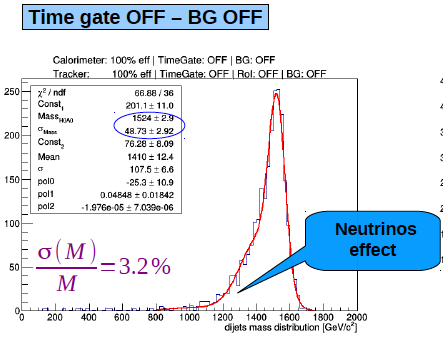 Time gate OFF – BG OFF
Calorimeter: 100% eff | TimeGate: OFF | BG: OFF
Tracker: 100% eff | TimeGate: OFF | RoI: OFF | BG: OFF
χ² / ndf 66.88 / 36
Const₁ 201.1 ± 11.0
Mass_H0A0 1524 ± 2.9
σ_Mass 48.73 ± 2.92
Const₂ 76.28 ± 8.09
Mean 1410 ± 12.4
σ 107.5 ± 6.6
pol0 -25.3 ± 10.9
pol1 0.04848 ± 0.01842
pol2 -1.976e-05 ± 7.039e-06
250
200
150
100
50
0
σ(M)/M = 3.2 %
Neutrinos
effect
0 200 400 600 800 1000 1200 1400 1600 1800 2000
dijets mass distribution [GeV/c²]